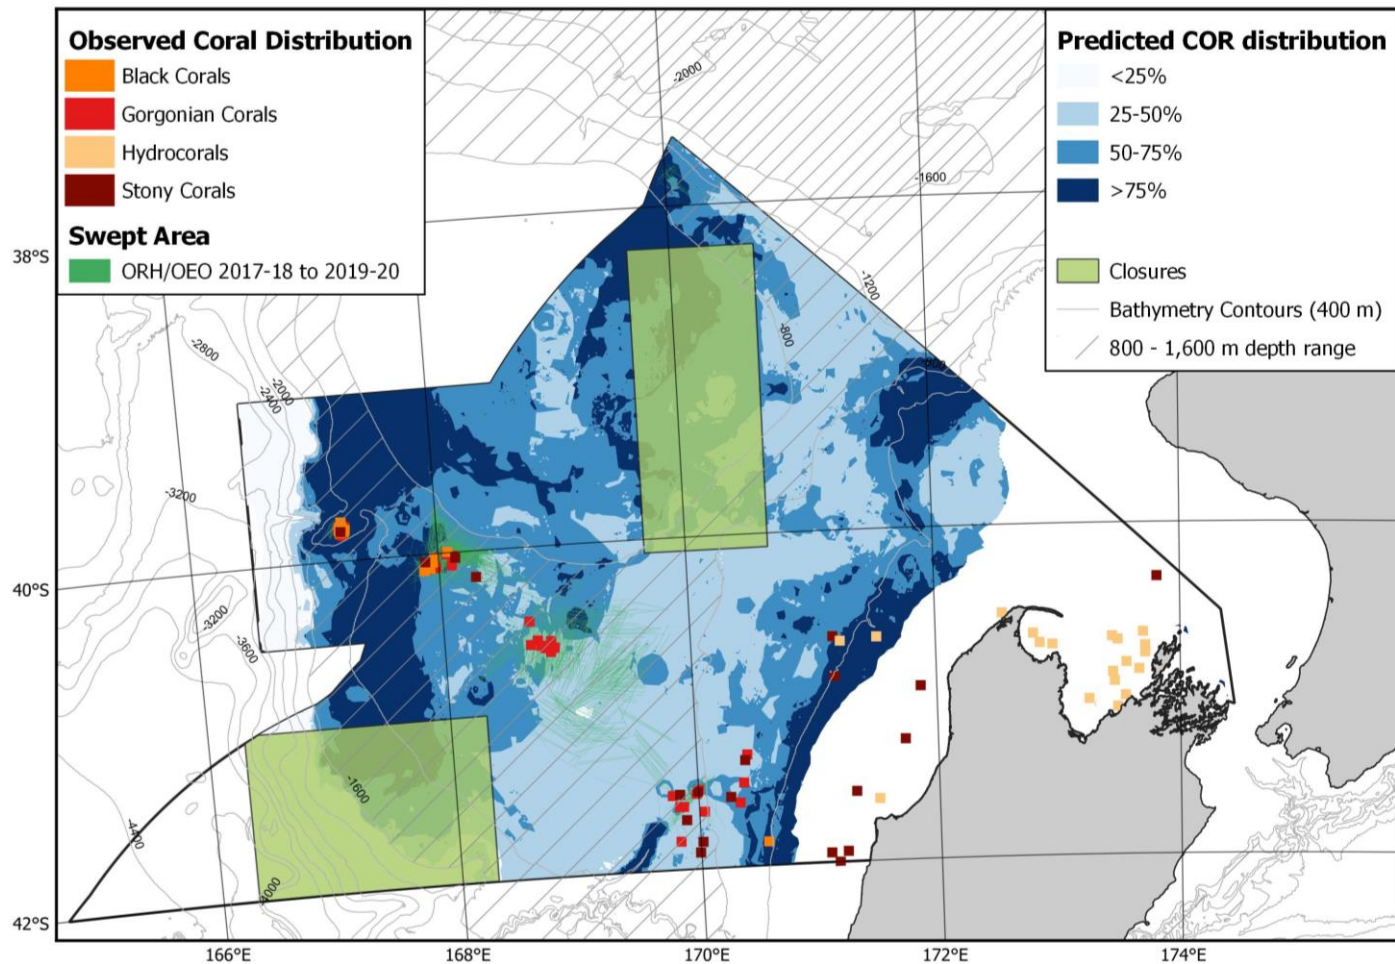 Observed Coral Distribution
Black Corals
Gorgonian Corals
Hydrocorals
Stony Corals
Swept Area
ORH/OEO 2017-18 to 2019-20
Predicted COR distribution
<25%
25-50%
50-75%
>75%
Closures
Bathymetry Contours (400 m)
800 - 1,600 m depth range
-2000
-1600
38°S
-1200
-800
-2800
-2000
-2400
-3200
40°S
-3200
-3600
-1600
-4400
-4000
42°S
166°E
168°E
170°E
172°E
174°E